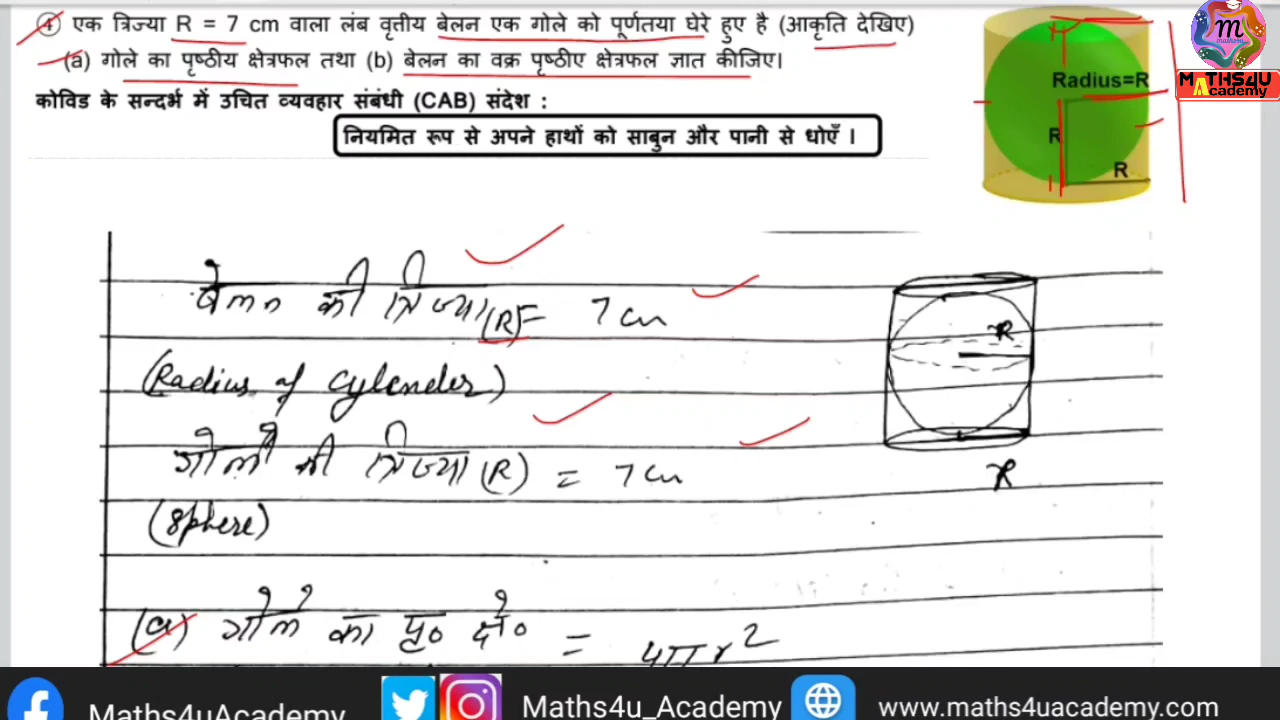 ④ एक त्रिज्या R = 7 cm वाला लंब वृत्तीय बेलन एक गोले को पूर्णतया घेरे हुए है (आकृति देखिए)
(a) गोले का पृष्ठीय क्षेत्रफल तथा (b) बेलन का वक्र पृष्ठीए क्षेत्रफल ज्ञात कीजिए।
कोविड के सन्दर्भ में उचित व्यवहार संबंधी (CAB) संदेश :
नियमित रूप से अपने हाथों को साबुन और पानी से धोएँ ।
Radius=R
R
R
m
maths4u
MATHS4U
Academy
बेलन की त्रिज्या (R) = 7 cm
(Radius of cylender)
R
गोले की त्रिज्या (R) = 7 cm
R
(sphere)
(a) गोले का पृ० क्षे० = 4πr²
Maths4uAcademy
Maths4u_Academy
www.maths4academy.com